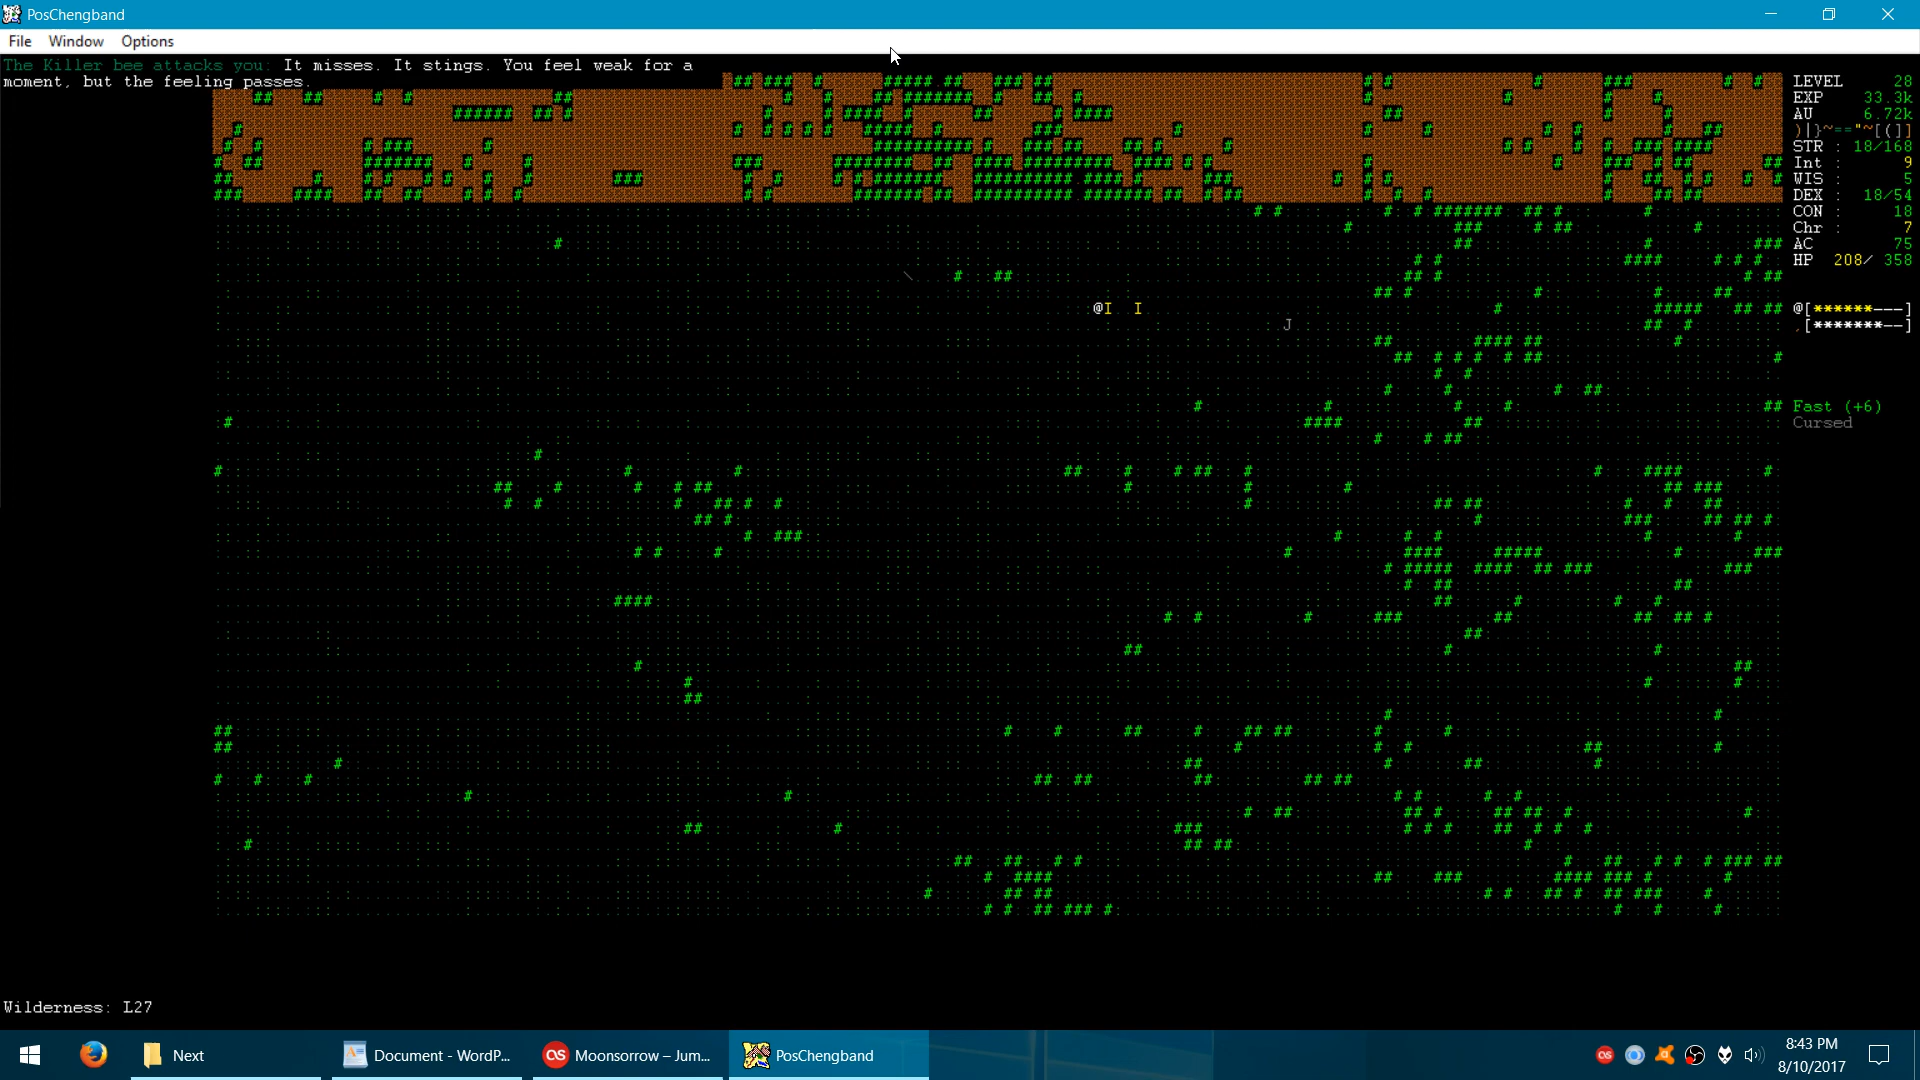 PosChengband
File Window Options
The Killer bee attacks you: It misses. It stings. You feel weak for a
moment, but the feeling passes.
LEVEL 28
EXP 33.3k
AU 6.72k
)|}~=="~[(]]
STR : 18/168
Int : 9
WIS : 5
DEX : 18/54
CON : 18
Chr : 7
AC 75
HP 208/ 358
@I I
@[******---]
J
[*******--]
Fast (+6)
Cursed
Wilderness: L27
Next
Document - WordP...
Moonsorrow – Jum...
PosChengband
8:43 PM
8/10/2017